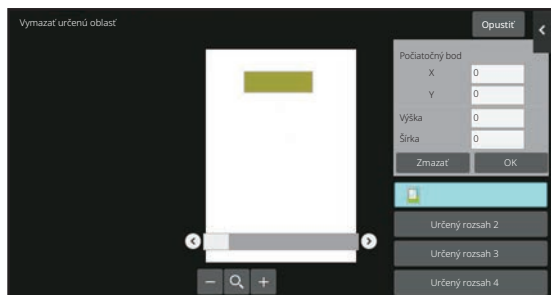 Vymazať určenú oblasť
Opustiť
Počiatočný bod
X 0
Y 0
Výška 0
Šírka 0
Zmazať OK
Určený rozsah 2
Určený rozsah 3
Určený rozsah 4